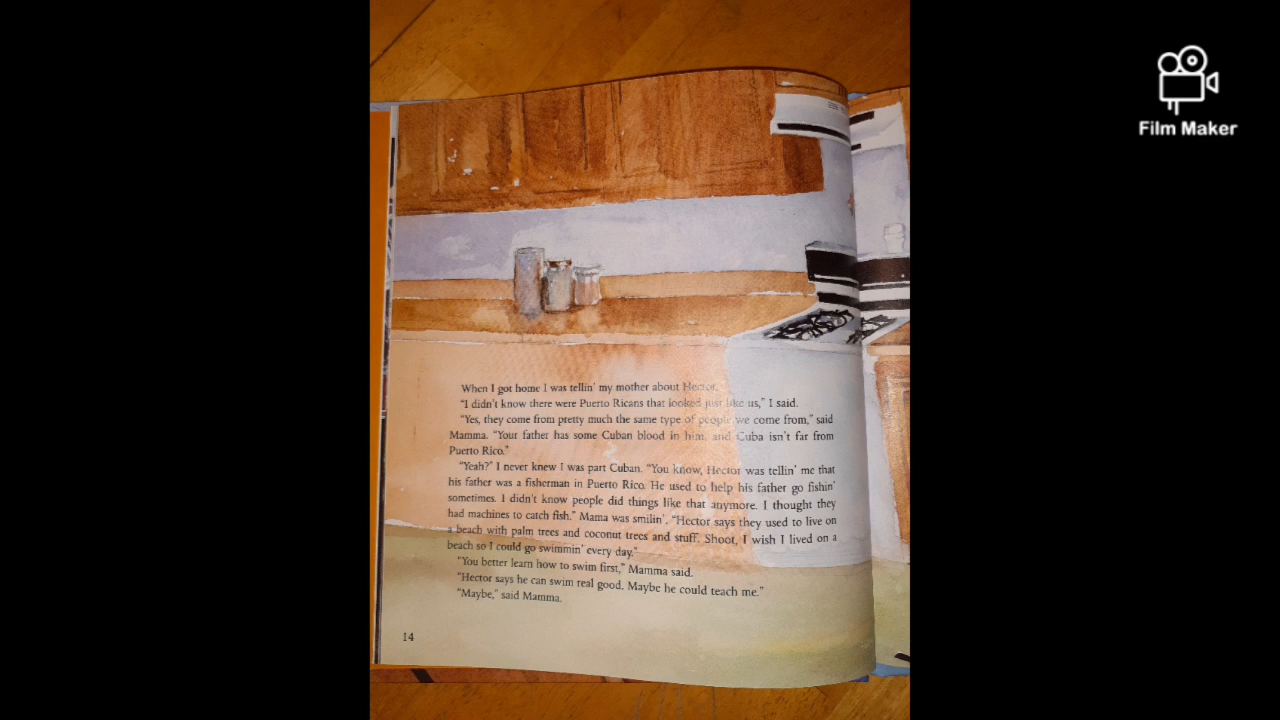 Film Maker
When I got home I was tellin' my mother about Hector.
"I didn't know there were Puerto Ricans that looked just like us," I said.
"Yes, they come from pretty much the same type of people we come from," said
Mamma. "Your father has some Cuban blood in him, and Cuba isn't far from
Puerto Rico."
"Yeah?" I never knew I was part Cuban. "You know, Hector was tellin' me that
his father was a fisherman in Puerto Rico. He used to help his father go fishin'
sometimes. I didn't know people did things like that anymore. I thought they
had machines to catch fish." Mama was smilin'. "Hector says they used to live on
a beach with palm trees and coconut trees and stuff. Shoot, I wish I lived on a
beach so I could go swimmin' every day."
"You better learn how to swim first," Mamma said.
"Hector says he can swim real good. Maybe he could teach me."
"Maybe," said Mamma.
14